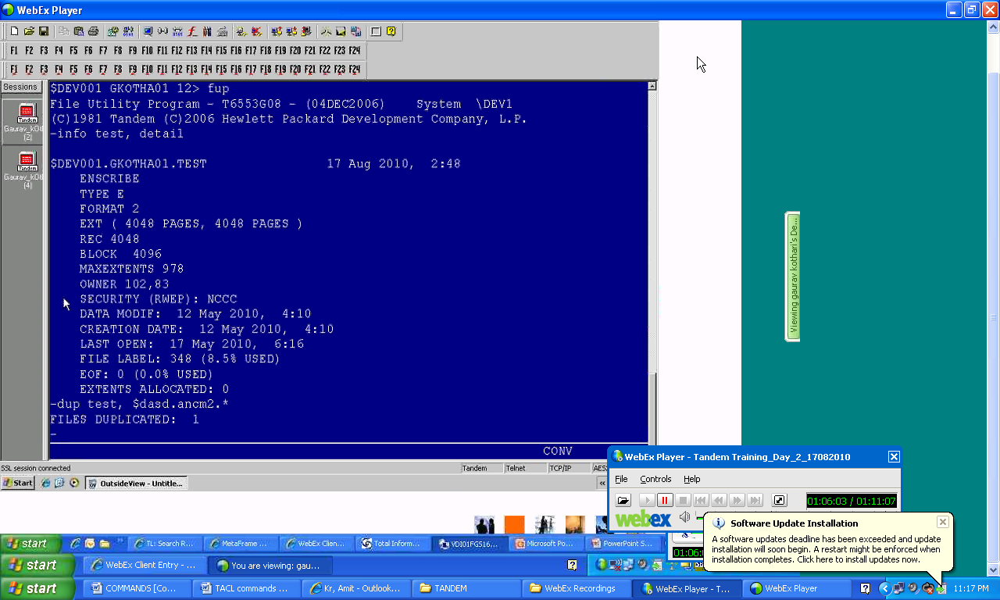 WebEx Player
F1 F2 F3 F4 F5 F6 F7 F8 F9 F10 F11 F12 F13 F14 F15 F16 F17 F18 F19 F20 F21 F22 F23 F24
F1 F2 F3 F4 F5 F6 F7 F8 F9 F10 F11 F12 F13 F14 F15 F16 F17 F18 F19 F20 F21 F22 F23 F24
Sessions
Tandem
(2)
Tandem
(4)
$DEV001 GKOTHA01 12> fup
File Utility Program - T6553G08 - (04DEC2006) System \DEV1
(C)1981 Tandem (C)2006 Hewlett Packard Development Company, L.P.
-info test, detail
$DEV001.GKOTHA01.TEST 17 Aug 2010, 2:48
ENSCRIBE
TYPE E
FORMAT 2
EXT ( 4048 PAGES, 4048 PAGES )
REC 4048
BLOCK 4096
MAXEXTENTS 978
OWNER 102,83
SECURITY (RWEP): NCCC
DATA MODIF: 12 May 2010, 4:10
CREATION DATE: 12 May 2010, 4:10
LAST OPEN: 17 May 2010, 6:16
FILE LABEL: 348 (8.5% USED)
EOF: 0 (0.0% USED)
EXTENTS ALLOCATED: 0
-dup test, $dasd.ancm2.*
FILES DUPLICATED: 1
-
CONV
SSL session connected Tandem Telnet TCP/IP
Start OutsideView - Untitle... «
Viewing gaurav kothari's De...
WebEx Player - Tandem Training_Day_2_17082010
File Controls Help
01:06:03 / 01:11:07
webex
Software Update Installation
A software updates deadline has been exceeded and update
installation will soon begin. A restart might be enforced when
installation completes. Click here to install updates now.
start TL: Search R... MetaFrame ... WebEx Clien... Total Inform... VDI01FGS16... Microsoft Po... PowerPoint S...
start WebEx Client Entry - ... You are viewing: gau...
start COMMANDS [Co... TACL commands ... Kr, Amit - Outlook... TANDEM WebEx Recordings WebEx Player - T... WebEx Player 11:17 PM